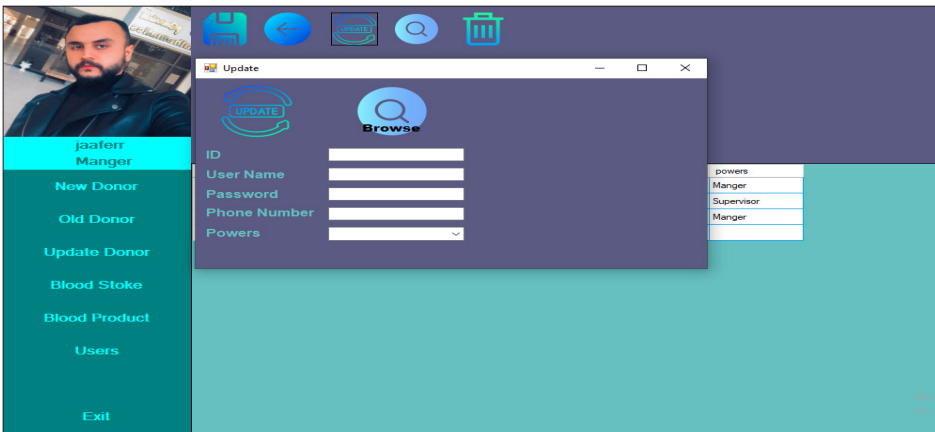 UPDATE
Update
UPDATE
Browse
jaaferr
Manger
ID
User Name
Password
Phone Number
Powers
New Donor
Old Donor
Update Donor
Blood Stoke
Blood Product
Users
Exit
powers
Manger
Supervisor
Manger